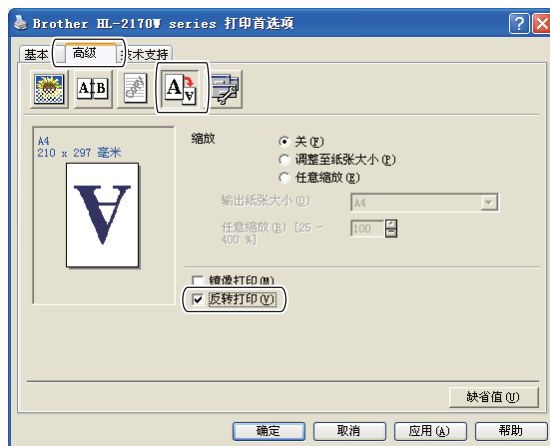 Brother HL-2170W series 打印首选项
基本 高级 技术支持
A B
A A
A4
210 x 297 毫米
A
缩放
关(F)
调整至纸张大小(P)
任意缩放(E)
输出纸张大小(O) A4
任意缩放(R) [25 - 400 %] 100
镜像打印(M)
反转打印(V)
缺省值(U)
确定 取消 应用(A) 帮助